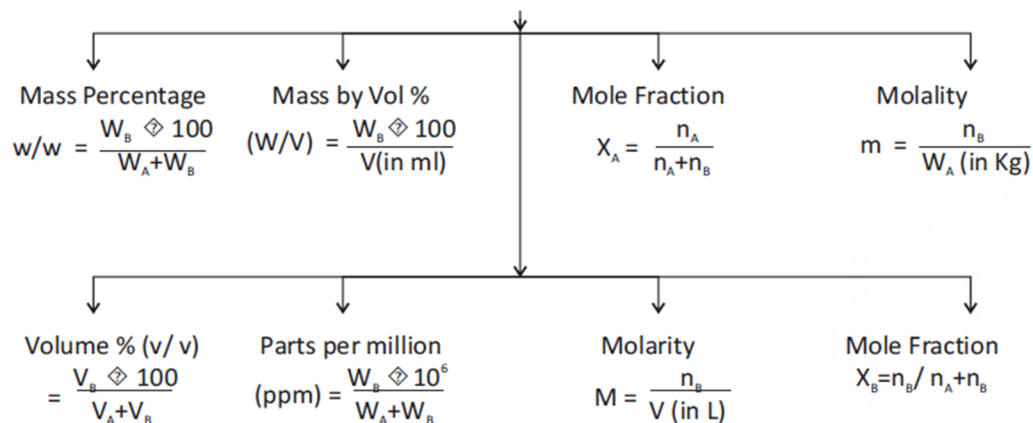 Mass Percentage
w/w = W_B � 100 / W_A+W_B
Mass by Vol %
(W/V) = W_B � 100 / V(in ml)
Mole Fraction
X_A = n_A / n_A+n_B
Molality
m = n_B / W_A (in Kg)
Volume % (v/ v)
= V_B � 100 / V_A+V_B
Parts per million
(ppm) = W_B � 10⁶ / W_A+W_B
Molarity
M = n_B / V (in L)
Mole Fraction
X_B=n_B/ n_A+n_B